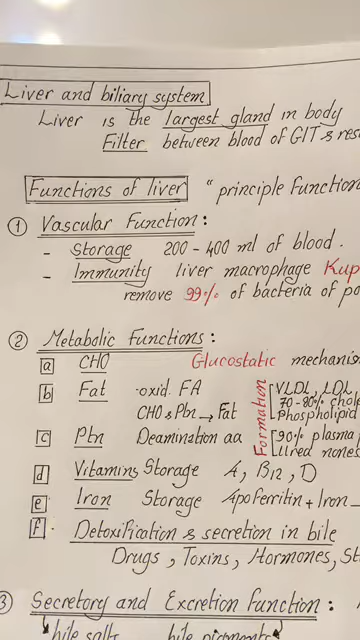 Liver and biliary system
Liver is the largest gland in body
Filter between blood of GIT &
Functions of liver " principle Function
① Vascular Function :
- Storage 200 - 400 ml of blood .
- Immunity liver macrophage Kup
remove 99% of bacteria of
② Metabolic Functions :
a CHO Glucostatic mechanis
b Fat oxid. FA
CHO & Ptn → Fat
Formation
VLDL, LDL,
70-80% chole
Phospholipid
c Ptn Deamination aa
90% plasma
Urea
d Vitamins Storage A, B12, D
e Iron Storage Apoferritin + Iron
f Detoxification & secretion in bile
Drugs , Toxins , Hormones,
3) Secretory and Excretion function :
bile salts bile pigments